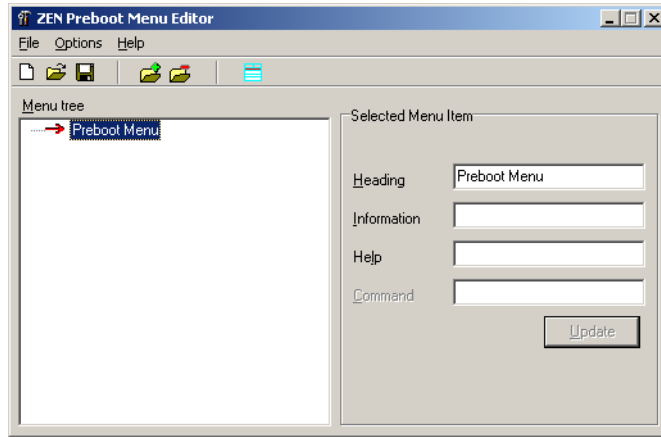 ZEN Preboot Menu Editor
File Options Help
Menu tree
Preboot Menu
Selected Menu Item
Heading Preboot Menu
Information
Help
Command
Update